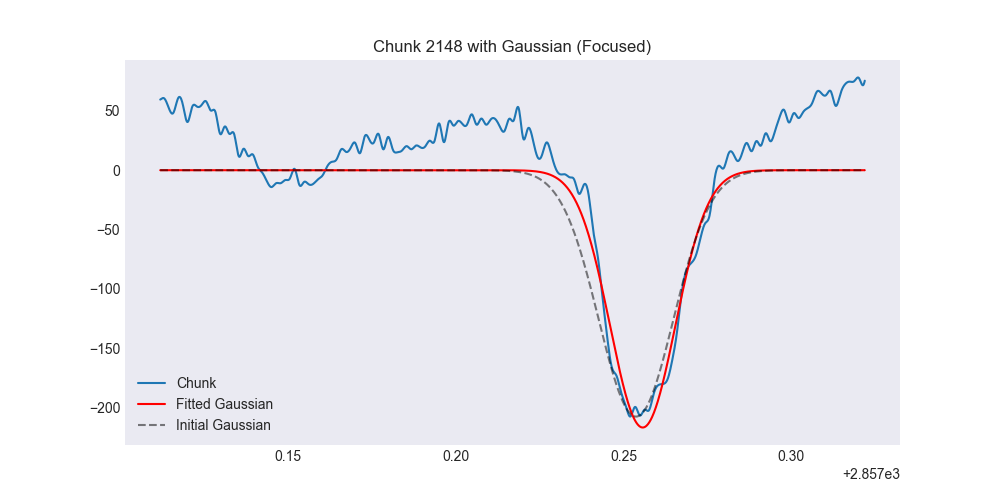 Chunk 2148 with Gaussian (Focused)
50
0
−50
−100
−150
−200
Chunk
Fitted Gaussian
Initial Gaussian
0.15 0.20 0.25 0.30
+2.857e3